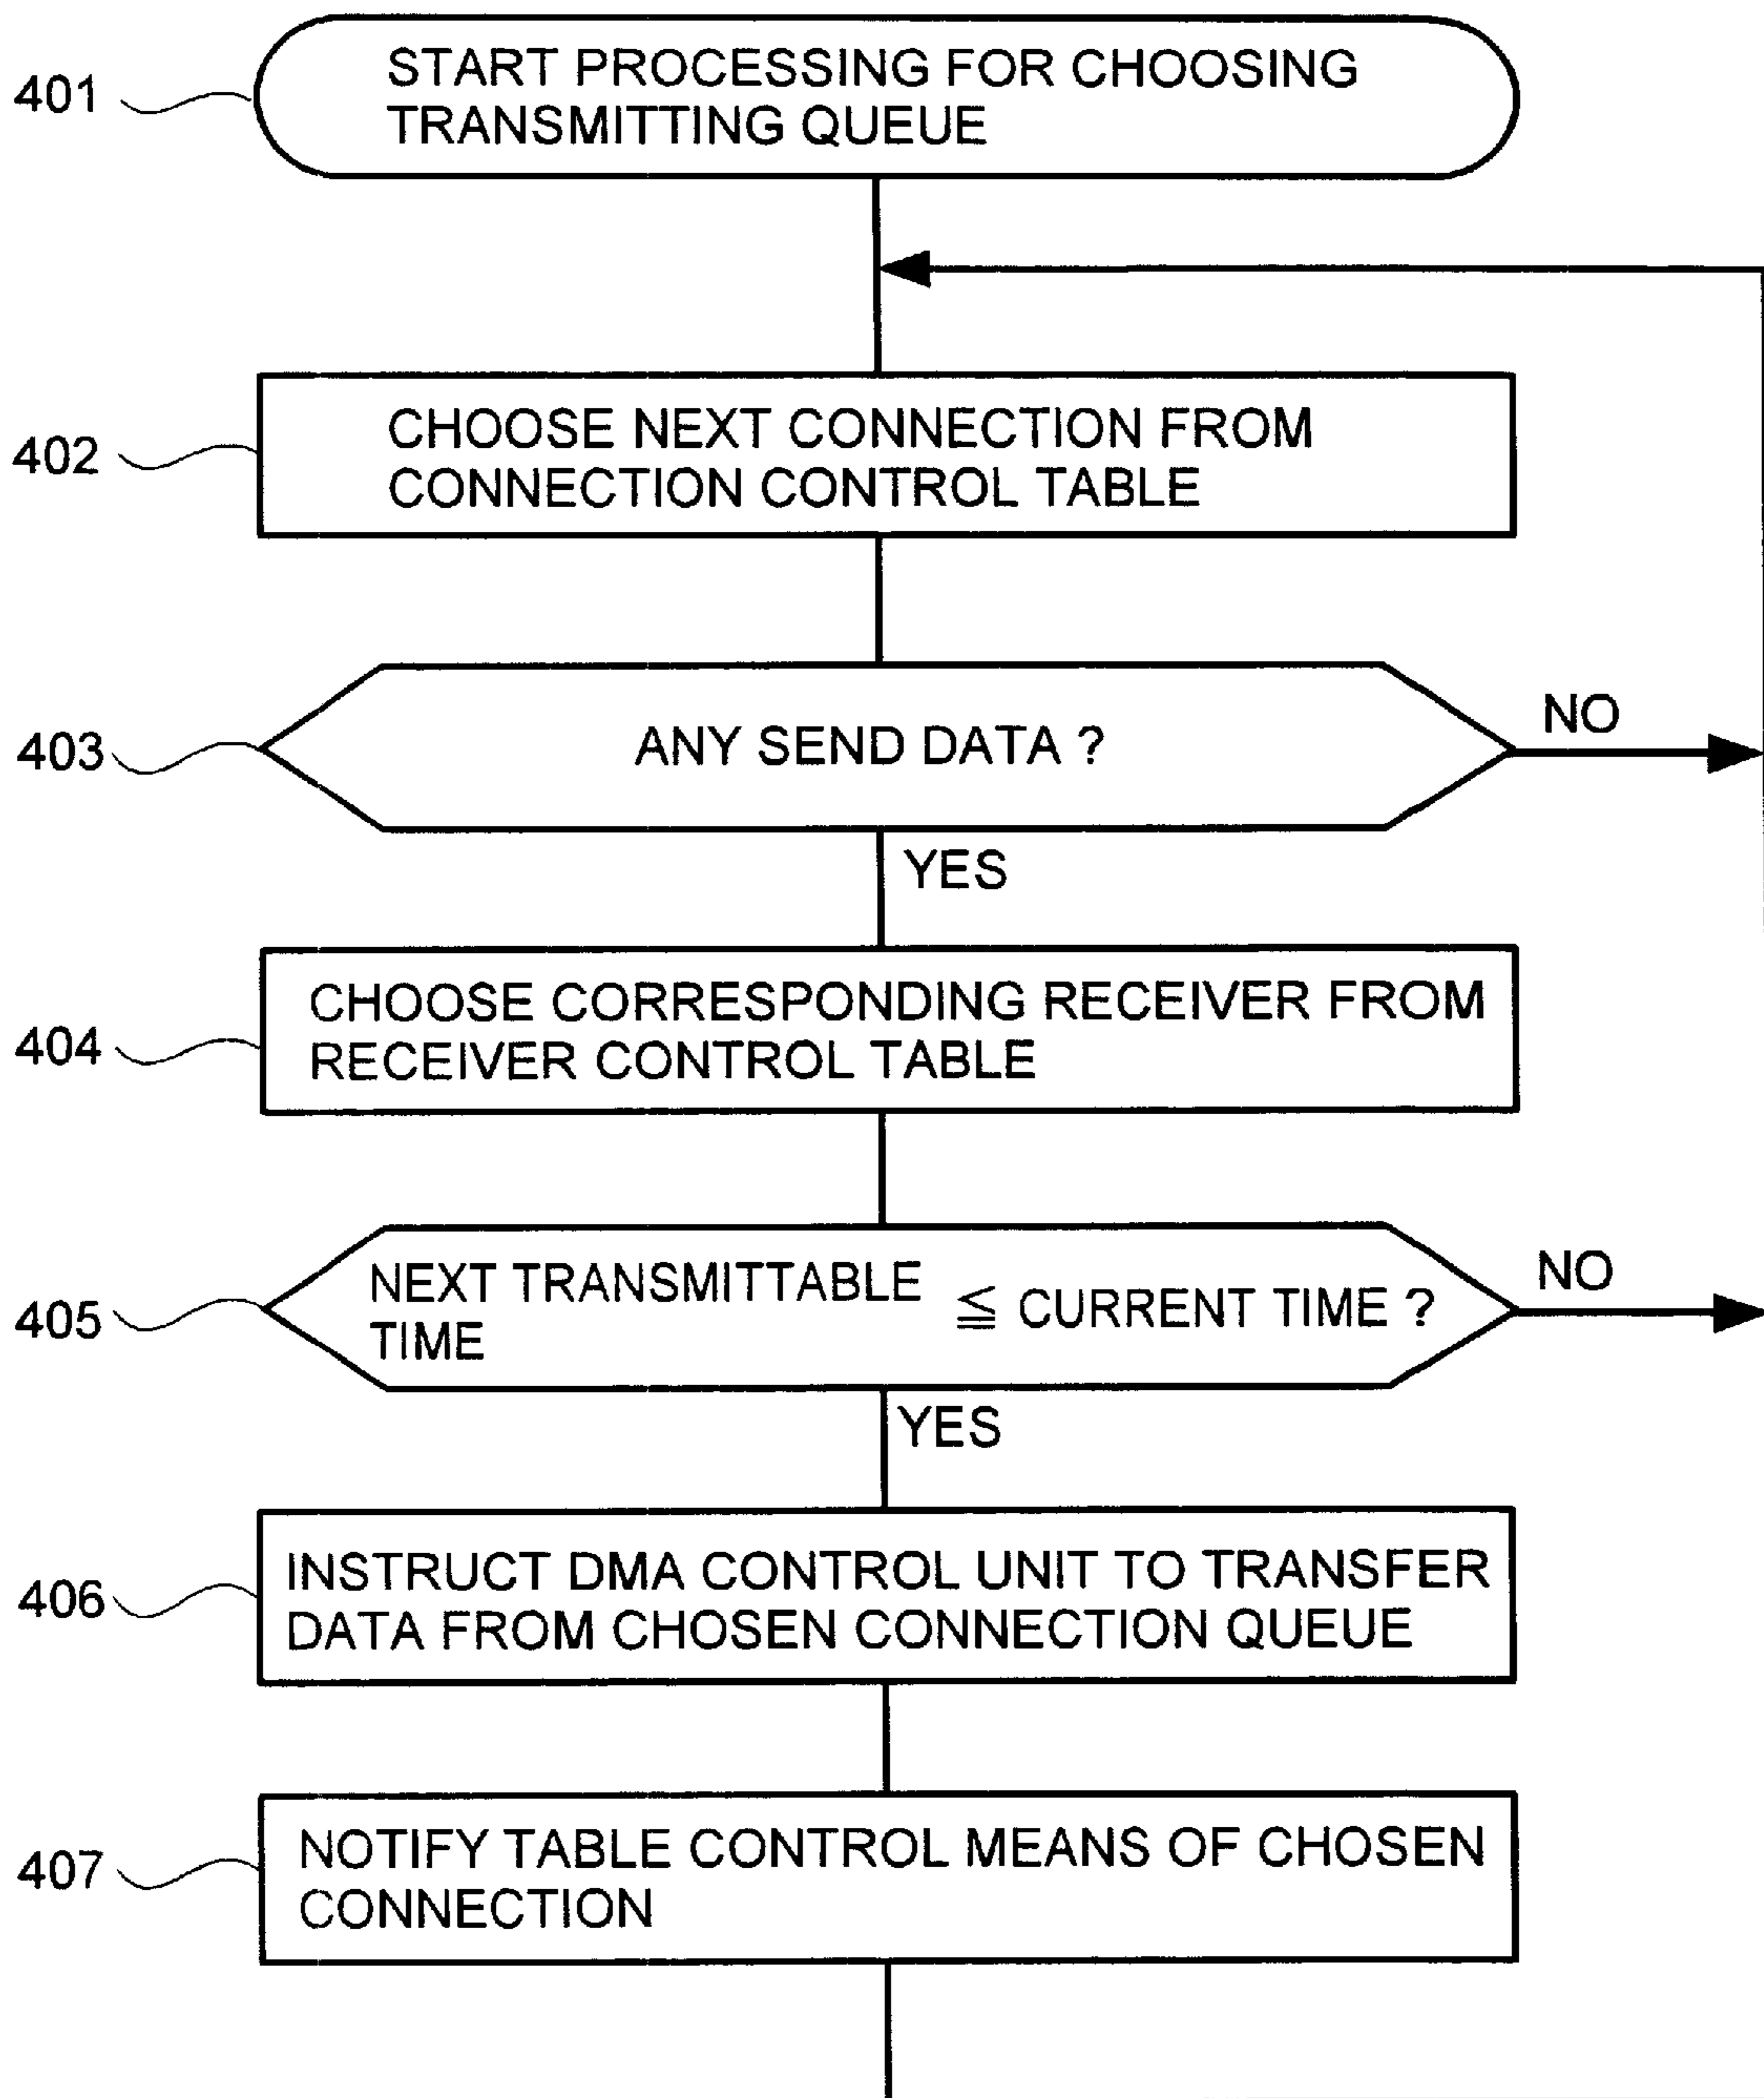 401
START PROCESSING FOR CHOOSING
TRANSMITTING QUEUE
402
CHOOSE NEXT CONNECTION FROM
CONNECTION CONTROL TABLE
403
ANY SEND DATA ?
NO
YES
404
CHOOSE CORRESPONDING RECEIVER FROM
RECEIVER CONTROL TABLE
405
NEXT TRANSMITTABLE
TIME
≦ CURRENT TIME ?
NO
YES
406
INSTRUCT DMA CONTROL UNIT TO TRANSFER
DATA FROM CHOSEN CONNECTION QUEUE
407
NOTIFY TABLE CONTROL MEANS OF CHOSEN
CONNECTION